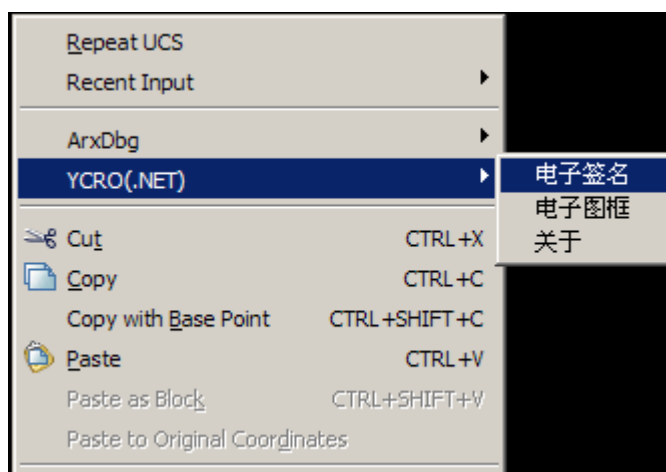 Repeat UCS
Recent Input
ArxDbg
YCRO(.NET)
电子签名
电子图框
关于
Cut CTRL+X
Copy CTRL+C
Copy with Base Point CTRL+SHIFT+C
Paste CTRL+V
Paste as Block CTRL+SHIFT+V
Paste to Original Coordinates